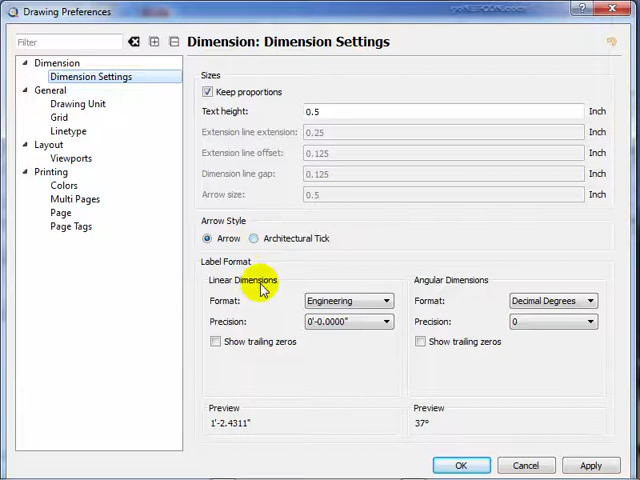 Drawing Preferences
Filter
Dimension: Dimension Settings
Dimension
Dimension Settings
General
Drawing Unit
Grid
Linetype
Layout
Viewports
Printing
Colors
Multi Pages
Page
Page Tags
Sizes
Keep proportions
Text height: 0.5 Inch
Extension line extension: 0.25 Inch
Extension line offset: 0.125 Inch
Dimension line gap: 0.125 Inch
Arrow size: 0.5 Inch
Arrow Style
Arrow Architectural Tick
Label Format
Linear Dimensions
Format: Engineering
Precision: 0'-0.0000"
Show trailing zeros
Preview
1'-2.4311"
Angular Dimensions
Format: Decimal Degrees
Precision: 0
Show trailing zeros
Preview
37°
OK Cancel Apply